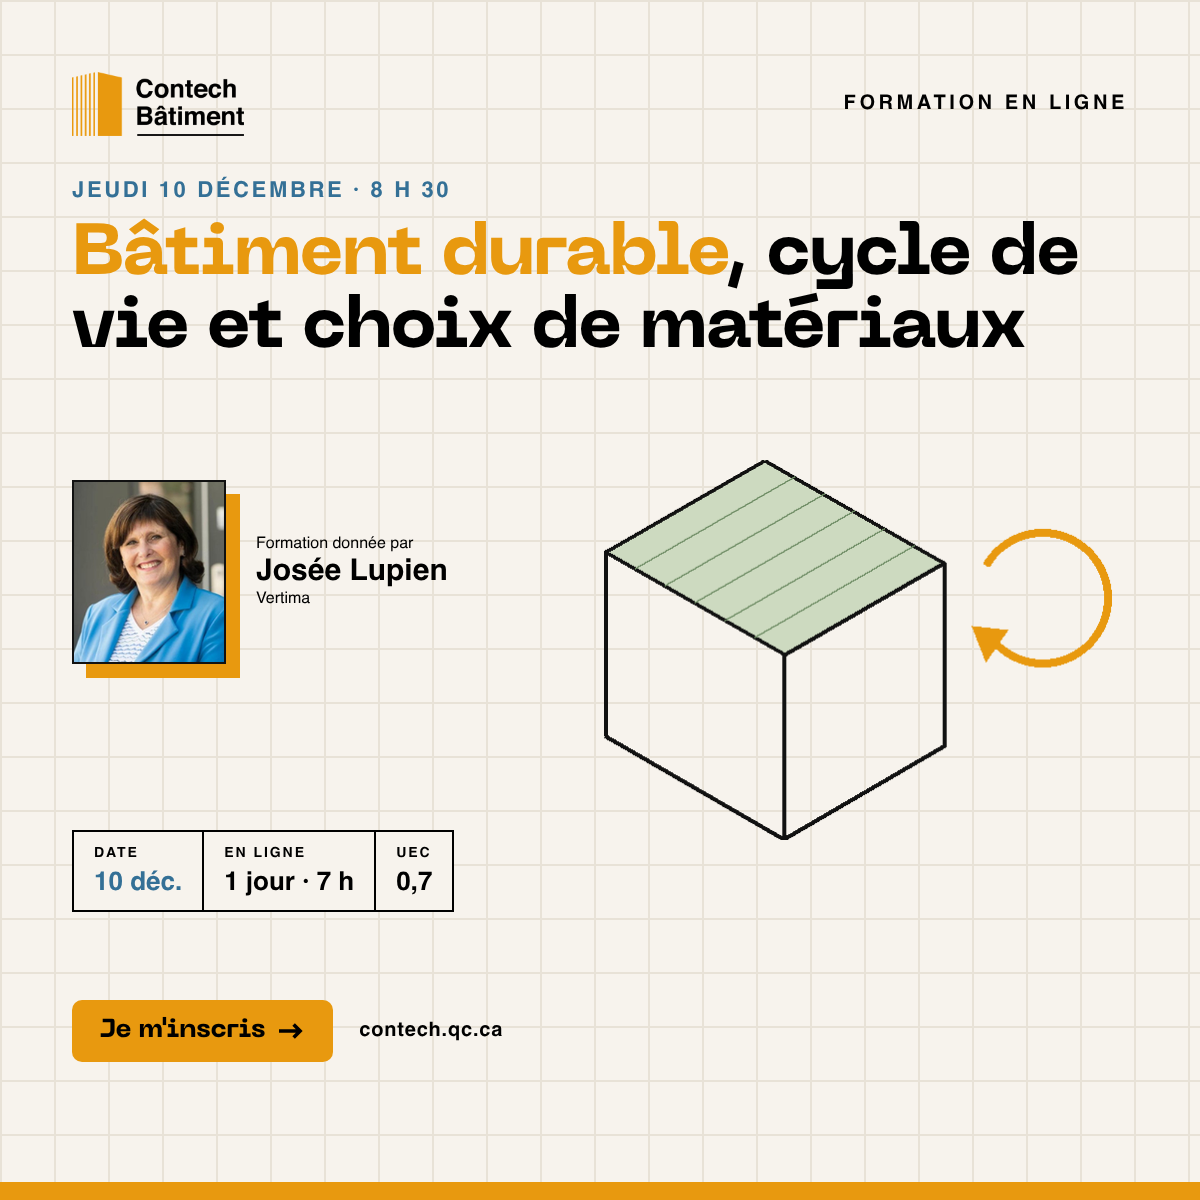 Contech
Bâtiment
FORMATION EN LIGNE
JEUDI 10 DÉCEMBRE · 8 H 30
Bâtiment durable, cycle de
vie et choix de matériaux
Formation donnée par
Josée Lupien
Vertima
DATE
10 déc.
EN LIGNE
1 jour · 7 h
UEC
0,7
Je m'inscris →
contech.qc.ca